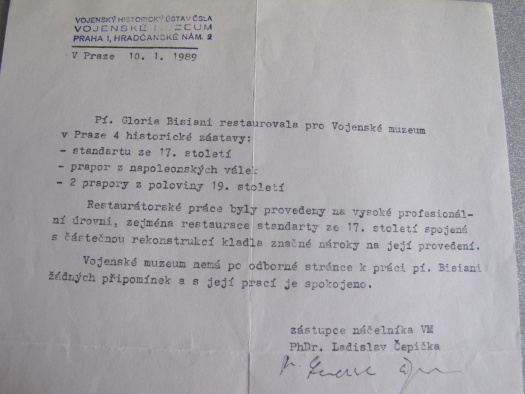 VOJENSKÝ HISTORICKÝ ÚSTAV ČSLA
VOJENSKÉ MUZEUM
PRAHA 1, HRADČANSKÉ NÁM. 2
V Praze 10. 1. 1989
Pí. Gloria Bisiani restaurovala pro Vojenské muzeum
v Praze 4 historické zástavy:
- standartu ze 17. století
- prapor z napoleonských válek
- 2 prapory z poloviny 19. století
Restaurátorské práce byly provedeny na vysoké profesionál-
ní úrovni, zejména restaurace standarty ze 17. století spojená
s částečnou rekonstrukcí kladla značné nároky na její provedení.
Vojenské muzeum nemá po odborné stránce k práci pí. Bisiani
žádných připomínek a s její prací je spokojeno.
zástupce náčelníka VM
PhDr. Ladislav Čepička